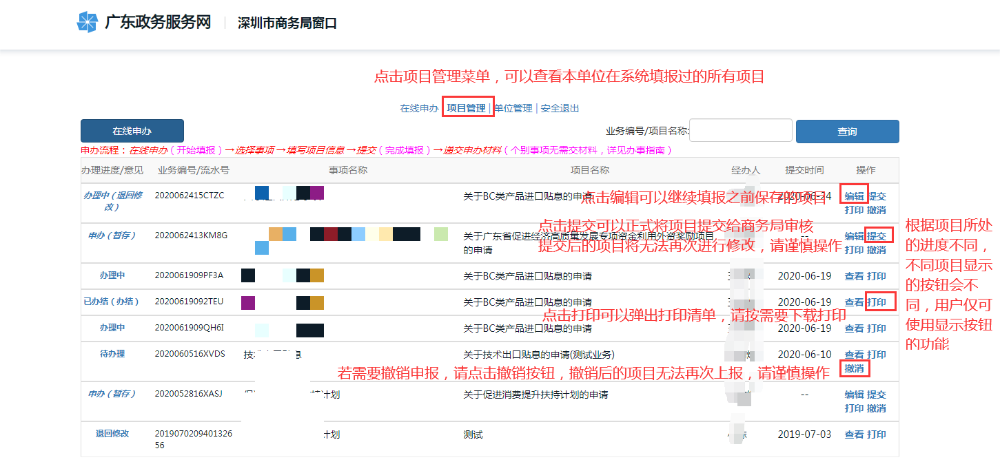 广东政务服务网 深圳市商务局窗口
点击项目管理菜单，可以查看本单位在系统填报过的所有项目
在线申办 项目管理 | 单位管理 | 安全退出
在线申办 业务编号/项目名称: 查询
申办流程：在线申办（开始填报）→选择事项→填写项目信息→提交（完成填报）→递交申办材料（个别事项无需交材料，详见办事指南）
办理进度/意见 业务编号/流水号 事项名称 项目名称 经办人 提交时间 操作
办理中（退回修改） 2020062415CTZC 关于BC类产品进口贴息的申请 2020-06-24 编辑 提交
打印 撤消
点击编辑可以继续填报之前保存的项目
申办（暂存） 2020062413KM8G 关于广东省促进经济高质量发展专项资金利用外资奖励项目的申请 -- 编辑 提交
打印 撤消
点击提交可以正式将项目提交给商务局审核
提交后的项目将无法再次进行修改，请谨慎操作
根据项目所处
的进度不同，
不同项目显示
的按钮会不
同，用户仅可
使用显示按钮
的功能
办理中 2020061909PF3A 关于BC类产品进口贴息的申请 2020-06-19 查看 打印
已办结（办结） 20200619092TEU 关于BC类产品进口贴息的申请 2020-06-19 查看 打印
点击打印可以弹出打印清单，请按需要下载打印
办理中 2020061909QH6I 关于BC类产品进口贴息的申请 2020-06-19 查看 打印
待办理 2020060516XVDS 关于技术出口贴息的申请(测试业务) 2020-06-10 查看 打印
撤消
若需要撤销申报，请点击撤销按钮，撤销后的项目无法再次上报，请谨慎操作
申办（暂存） 2020052816XASJ 计划 关于促进消费提升扶持计划的申请 -- 编辑 提交
打印 撤消
退回修改 2019070209401326 计划 测试 2019-07-03 查看 打印
56